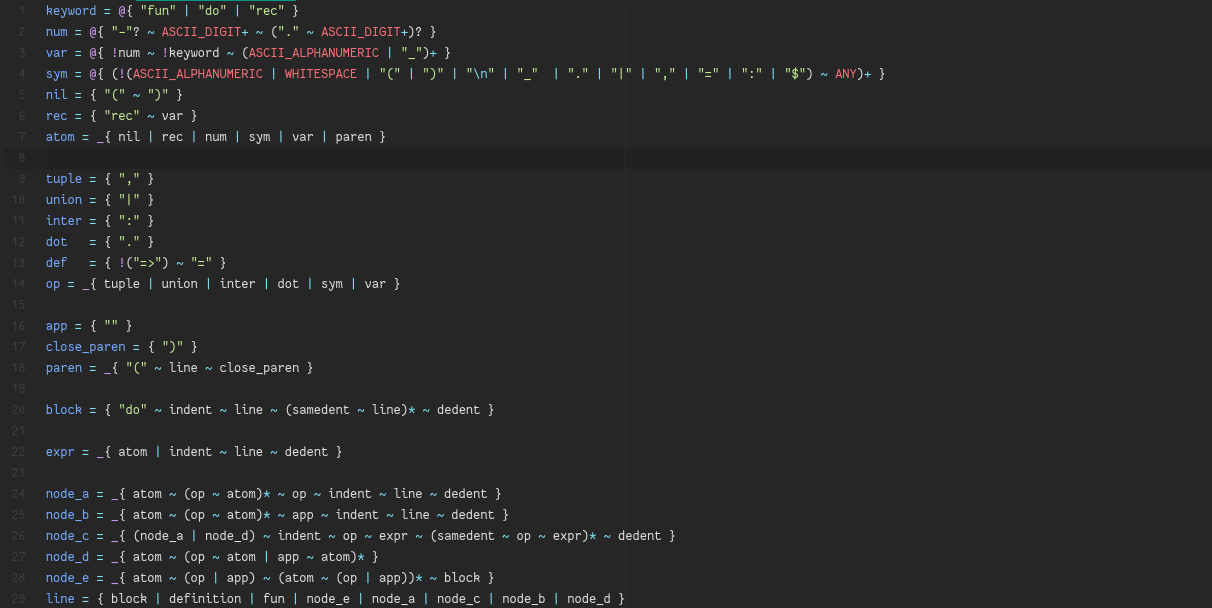 1 keyword = @{ "fun" | "do" | "rec" }
2 num = @{ "-"? ~ ASCII_DIGIT+ ~ ("." ~ ASCII_DIGIT+)? }
3 var = @{ !num ~ !keyword ~ (ASCII_ALPHANUMERIC | "_")+ }
4 sym = @{ (!(ASCII_ALPHANUMERIC | WHITESPACE | "(" | ")" | "\n" | "_"  | "." | "|" | "," | "=" | ":" | "$") ~ ANY)+ }
5 nil = { "(" ~ ")" }
6 rec = { "rec" ~ var }
7 atom = _{ nil | rec | num | sym | var | paren }
8
9 tuple = { "," }
10 union = { "|" }
11 inter = { ":" }
12 dot   = { "." }
13 def   = { !("=>") ~ "=" }
14 op = _{ tuple | union | inter | dot | sym | var }
15
16 app = { "" }
17 close_paren = { ")" }
18 paren = _{ "(" ~ line ~ close_paren }
19
20 block = { "do" ~ indent ~ line ~ (samedent ~ line)* ~ dedent }
21
22 expr = _{ atom | indent ~ line ~ dedent }
23
24 node_a = _{ atom ~ (op ~ atom)* ~ op ~ indent ~ line ~ dedent }
25 node_b = _{ atom ~ (op ~ atom)* ~ app ~ indent ~ line ~ dedent }
26 node_c = _{ (node_a | node_d) ~ indent ~ op ~ expr ~ (samedent ~ op ~ expr)* ~ dedent }
27 node_d = _{ atom ~ (op ~ atom | app ~ atom)* }
28 node_e = _{ atom ~ (op | app) ~ (atom ~ (op | app))* ~ block }
29 line = { block | definition | fun | node_e | node_a | node_c | node_b | node_d }